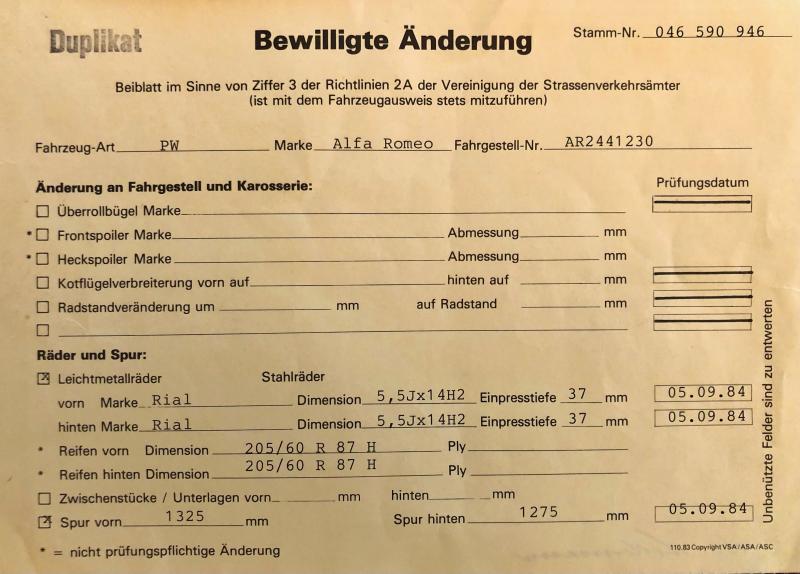 Duplikat
Bewilligte Änderung
Stamm-Nr. 046 590 946
Beiblatt im Sinne von Ziffer 3 der Richtlinien 2A der Vereinigung der Strassenverkehrsämter
(ist mit dem Fahrzeugausweis stets mitzuführen)
Fahrzeug-Art PW Marke Alfa Romeo Fahrgestell-Nr. AR2441230
Änderung an Fahrgestell und Karosserie: Prüfungsdatum
Überrollbügel Marke
* Frontspoiler Marke Abmessung mm
* Heckspoiler Marke Abmessung mm
Kotflügelverbreiterung vorn auf hinten auf mm
Radstandveränderung um mm auf Radstand mm
Räder und Spur:
Leichtmetallräder Stahlräder
vorn Marke Rial Dimension 5,5Jx14H2 Einpresstiefe 37 mm 05.09.84
hinten Marke Rial Dimension 5,5Jx14H2 Einpresstiefe 37 mm 05.09.84
* Reifen vorn Dimension 205/60 R 87 H Ply
* Reifen hinten Dimension 205/60 R 87 H Ply
Zwischenstücke / Unterlagen vorn mm hinten mm
Spur vorn 1325 mm Spur hinten 1275 mm 05.09.84
* = nicht prüfungspflichtige Änderung
110.83 Copyright VSA/ASA/ASC
Unbenützte Felder sind zu entwerten